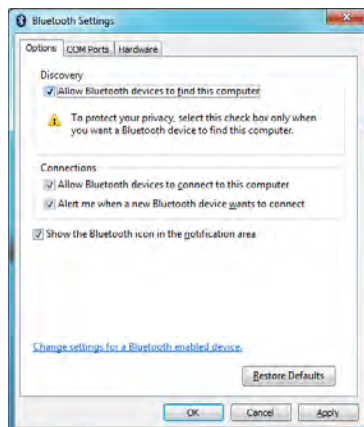 Bluetooth Settings
Options COM Ports Hardware
Discovery
Allow Bluetooth devices to find this computer
To protect your privacy, select this check box only when
you want a Bluetooth device to find this computer.
Connections
Allow Bluetooth devices to connect to this computer
Alert me when a new Bluetooth device wants to connect
Show the Bluetooth icon in the notification area
Change settings for a Bluetooth enabled device.
Restore Defaults
OK Cancel Apply